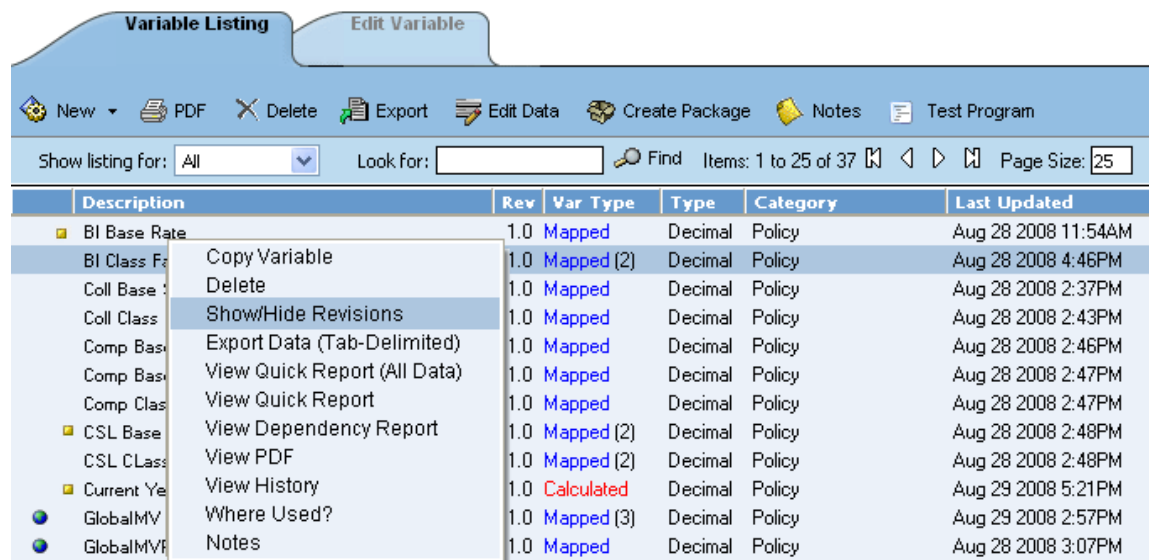 Variable Listing Edit Variable
New PDF Delete Export Edit Data Create Package Notes Test Program
Show listing for: All Look for: Find Items: 1 to 25 of 37 Page Size: 25
Description Rev Var Type Type Category Last Updated
BI Base Rate 1.0 Mapped Decimal Policy Aug 28 2008 11:54AM
BI Class 1.0 Mapped (2) Decimal Policy Aug 28 2008 4:46PM
Coll Base 1.0 Mapped Decimal Policy Aug 28 2008 2:37PM
Coll Class 1.0 Mapped Decimal Policy Aug 28 2008 2:43PM
Comp 1.0 Mapped Decimal Policy Aug 28 2008 2:46PM
Comp 1.0 Mapped Decimal Policy Aug 28 2008 2:47PM
Comp 1.0 Mapped Decimal Policy Aug 28 2008 2:47PM
CSL Base 1.0 Mapped (2) Decimal Policy Aug 28 2008 2:48PM
CSL 1.0 Mapped (2) Decimal Policy Aug 28 2008 2:48PM
Current 1.0 Calculated Decimal Policy Aug 29 2008 5:21PM
GlobalMV 1.0 Mapped (3) Decimal Policy Aug 29 2008 2:57PM
1.0 Mapped Decimal Policy Aug 28 2008 3:07PM
Copy Variable
Delete
Show/Hide Revisions
Export Data (Tab-Delimited)
View Quick Report (All Data)
View Quick Report
View Dependency Report
View PDF
View History
Where Used?
Notes